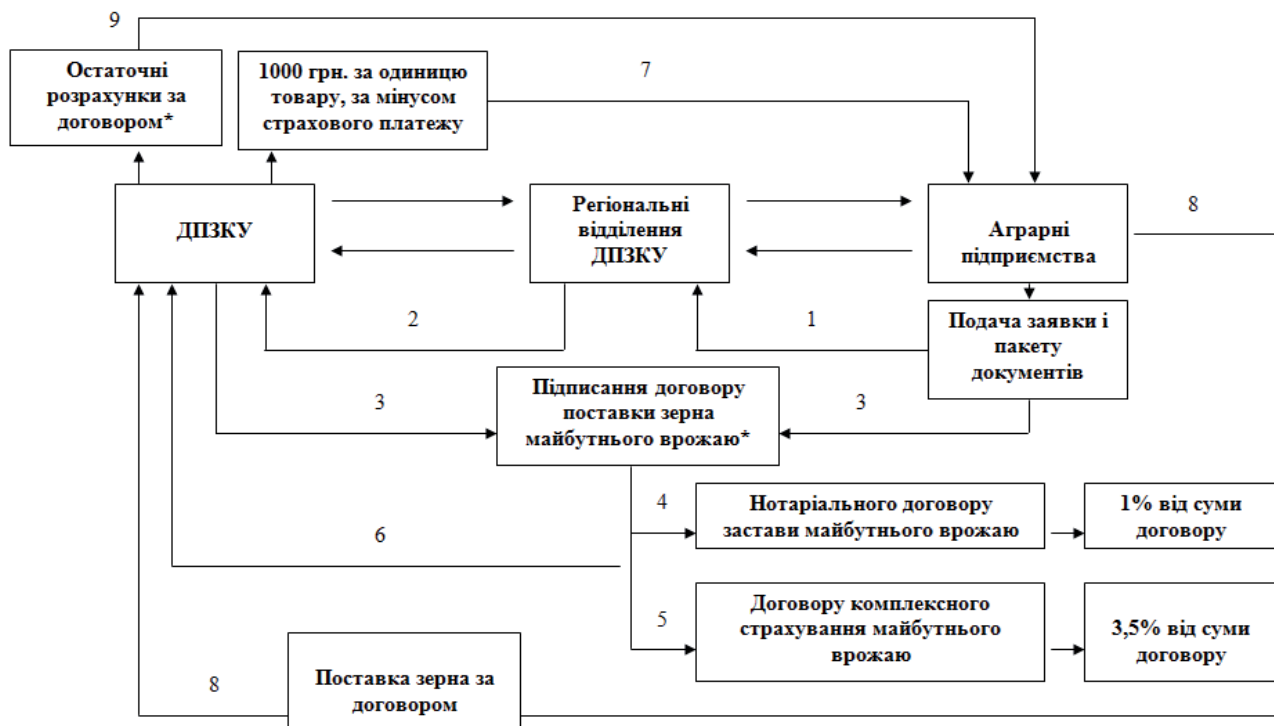 9
Остаточні
розрахунки за
договором*
1000 грн. за одиницю
товару, за мінусом
страхового платежу
7
ДПЗКУ
Регіональні
відділення
ДПЗКУ
Аграрні
підприємства
8
2
1
Подача заявки і
пакету
документів
3
Підписання договору
поставки зерна
майбутнього врожаю*
3
4
Нотаріального договору
застави майбутнього врожаю
1% від суми
договору
6
5
Договору комплексного
страхування майбутнього
врожаю
3,5% від суми
договору
8
Поставка зерна за
договором